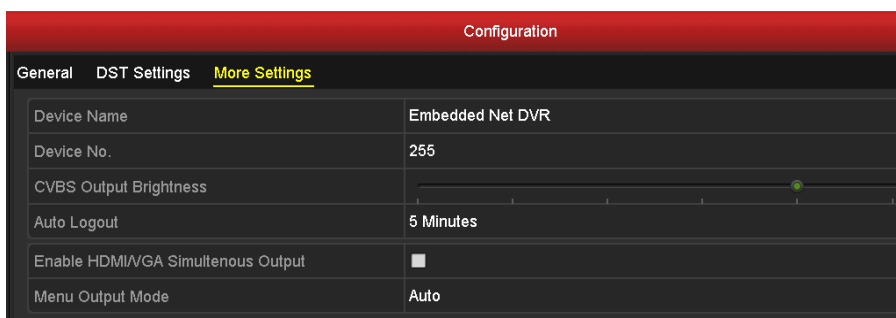 Configuration
General DST Settings More Settings
Device Name Embedded Net DVR
Device No. 255
CVBS Output Brightness
Auto Logout 5 Minutes
Enable HDMI/VGA Simultenous Output
Menu Output Mode Auto